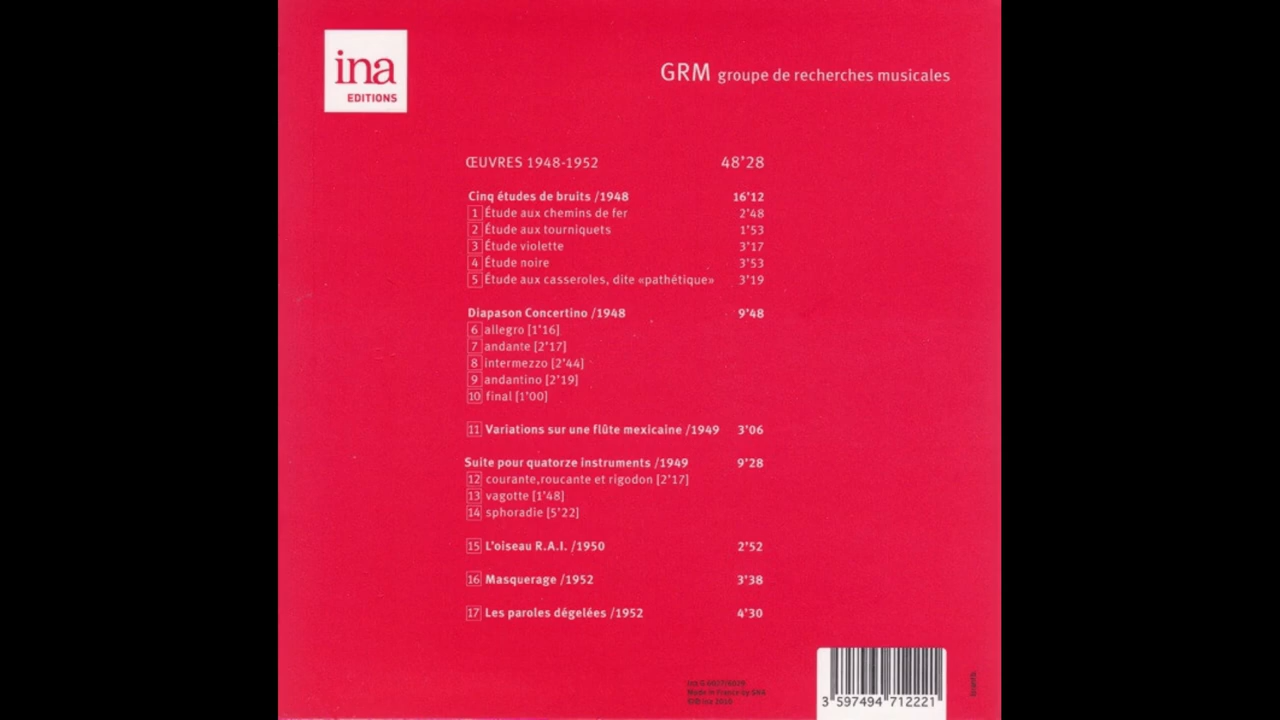 ina
EDITIONS
GRM groupe de recherches musicales
ŒUVRES 1948-1952 48'28
Cinq études de bruits /1948 16'12
1 Étude aux chemins de fer 2'48
2 Étude aux tourniquets 1'53
3 Étude violette 3'17
4 Étude noire 3'53
5 Étude aux casseroles, dite «pathétique» 3'19
Diapason Concertino /1948 9'48
6 allegro [1'16]
7 andante [2'17]
8 intermezzo [2'44]
9 andantino [2'19]
10 final [1'00]
11 Variations sur une flûte mexicaine /1949 3'06
Suite pour quatorze instruments /1949 9'28
12 courante,roucante et rigodon [2'17]
13 vagotte [1'48]
14 sphoradie [5'22]
15 L'oiseau R.A.I. /1950 2'52
16 Masquerage /1952 3'38
17 Les paroles dégelées /1952 4'30
Made in France by SNA
3 597494 712221